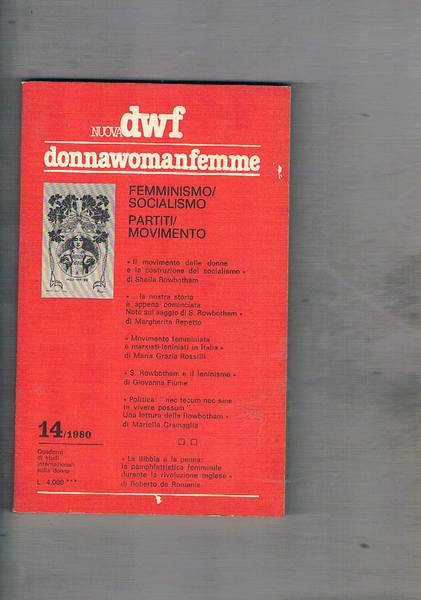 NUOVA dwf
donnawomanfemme
FEMMINISMO/
SOCIALISMO
PARTITI/
MOVIMENTO
« Il movimento delle donne
e la costruzione del socialismo »
di Sheila Rowbotham
« ...la nostra storia
è appena cominciata.
Note sul saggio di S. Rowbotham »
di Margherita Repetto
« Movimento femminista
e marxisti-leninisti in Italia »
di Maria Grazia Rossilli
« S. Rowbotham e il leninismo »
di Giovanna Fiume
« Politica: "nec tecum nec sine
te vivere possum".
Una lettura della Rowbotham »
di Mariella Gramaglia
« La Bibbia e la penna:
la pamphlettistica femminile
durante la rivoluzione inglese »
di Roberto de Romanis
14/1980
Quaderni
di studi
internazionali
sulla donna
L. 4.000 ***